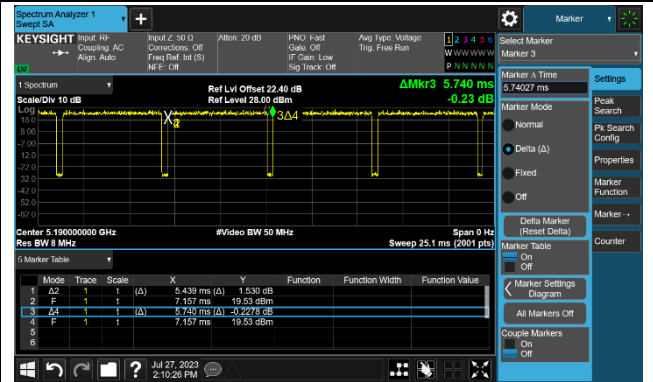 Spectrum Analyzer 1
Swept SA
+
Marker
KEYSIGHT Input: RF Input Z: 50 Ω Atten: 20 dB PNO: Fast Avg Type: Voltage 1 2 3 4 5 6
Coupling: AC Corrections: Off Gate: Off Trig: Free Run
Align: Auto Freq Ref: Int (S) IF Gain: Low W W W W W W
NFE: Off Sig Track: Off P N N N N N
Select Marker
Marker 3
1 Spectrum
Ref Lvl Offset 22.40 dB
ΔMkr3 5.740 ms
Scale/Div 10 dB
Ref Level 28.00 dBm
-0.23 dB
Log
18.0
8.00
-2.00
-12.0
-22.0
-32.0
-42.0
-52.0
-62.0
3Δ4
Center 5.190000000 GHz
#Video BW 50 MHz
Span 0 Hz
Res BW 8 MHz
Sweep 25.1 ms (2001 pts)
5 Marker Table
Mode Trace Scale X Y Function Function Width Function Value
1 Δ2 1 t (Δ) 5.439 ms (Δ) 1.530 dB
2 F 1 t 7.157 ms 19.53 dBm
3 Δ4 1 t (Δ) 5.740 ms (Δ) -0.2278 dB
4 F 1 t 7.157 ms 19.53 dBm
5
6
Marker Δ Time
5.74027 ms
Marker Mode
Normal
Delta (Δ)
Fixed
Off
Delta Marker
(Reset Delta)
Marker Table
On
Off
Marker Settings
Diagram
All Markers Off
Couple Markers
On
Off
Settings
Peak
Search
Pk Search
Config
Properties
Marker
Function
Marker→
Counter
?
Jul 27, 2023
2:10:26 PM